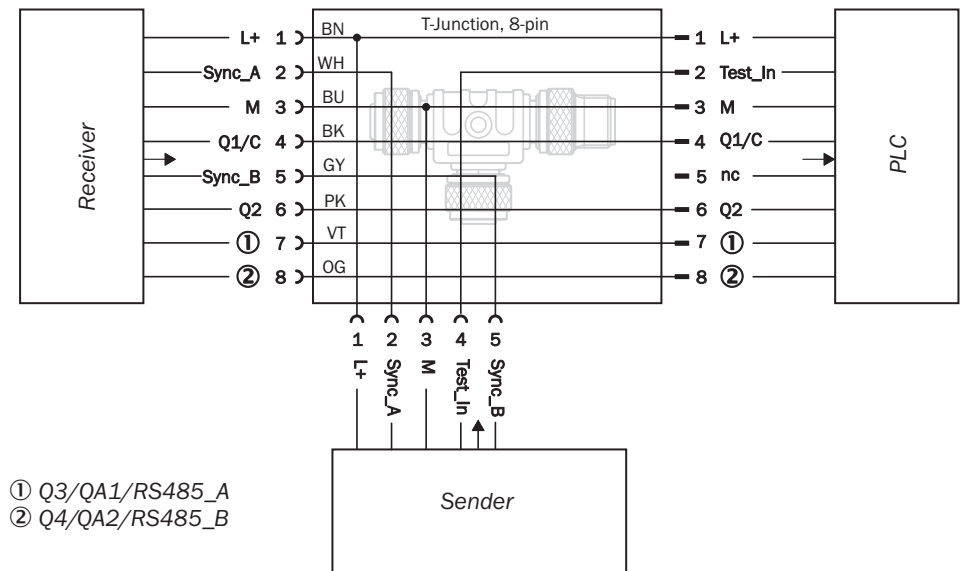 T-Junction, 8-pin
L+ 1 BN 1 L+
Sync_A 2 WH 2 Test_In
M 3 BU 3 M
Q1/C 4 BK 4 Q1/C
Sync_B 5 GY 5 nc
Q2 6 PK 6 Q2
① 7 VT 7 ①
② 8 OG 8 ②
Receiver
PLC
1 2 3 4 5
L+ Sync_A M Test_In Sync_B
Sender
① Q3/QA1/RS485_A
② Q4/QA2/RS485_B